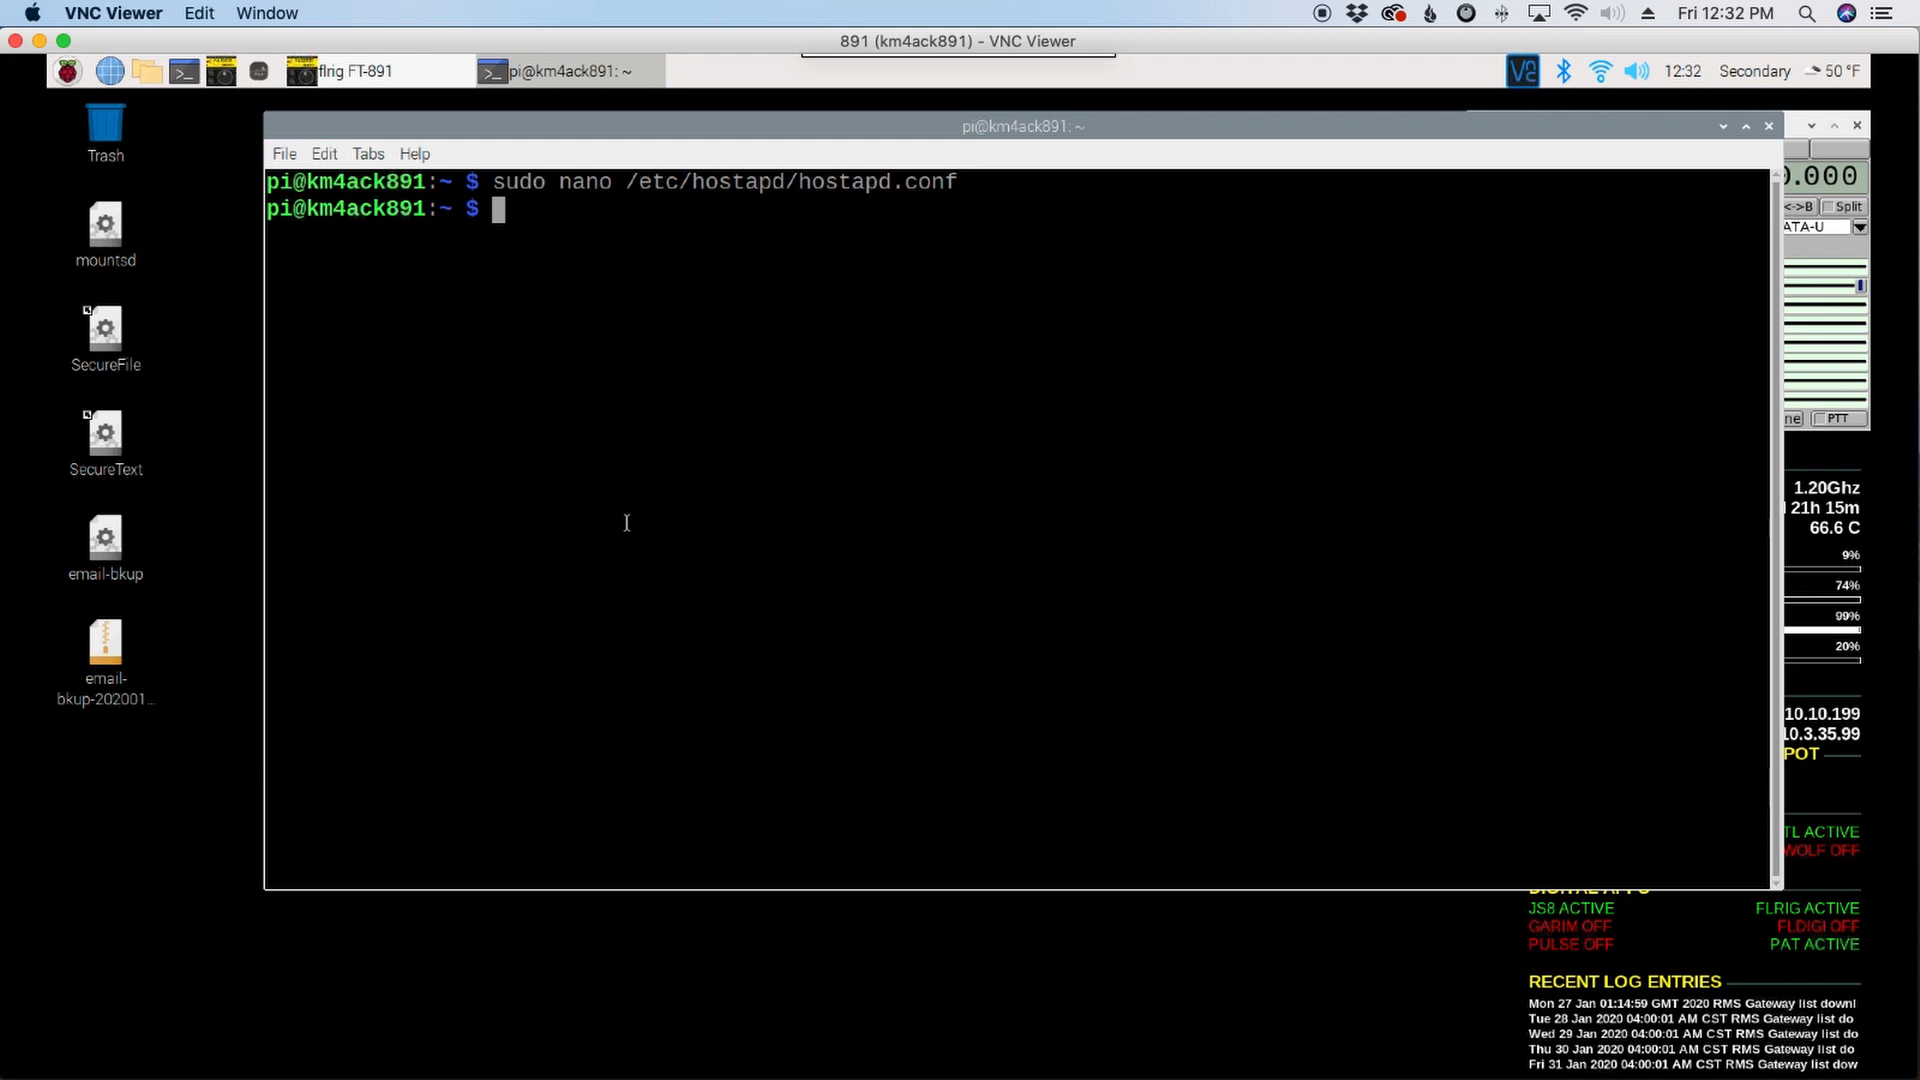 VNC Viewer Edit Window Fri 12:32 PM
891 (km4ack891) - VNC Viewer
flrig FT-891 pi@km4ack891: ~ 12:32 Secondary 50 °F
Trash
mountsd
SecureFile
SecureText
email-bkup
email-
bkup-202001...
pi@km4ack891: ~
File Edit Tabs Help
pi@km4ack891:~ $ sudo nano /etc/hostapd/hostapd.conf
pi@km4ack891:~ $
0.000
<->B Split
ATA-U
ne PTT
1.20Ghz
21h 15m
66.6 C
9%
74%
99%
20%
10.10.199
10.3.35.99
POT
TL ACTIVE
WOLF OFF
DIGITAL APPS
JS8 ACTIVE FLRIG ACTIVE
GARIM OFF FLDIGI OFF
PULSE OFF PAT ACTIVE
RECENT LOG ENTRIES
Mon 27 Jan 01:14:59 GMT 2020 RMS Gateway list downl
Tue 28 Jan 2020 04:00:01 AM CST RMS Gateway list do
Wed 29 Jan 2020 04:00:01 AM CST RMS Gateway list do
Thu 30 Jan 2020 04:00:01 AM CST RMS Gateway list do
Fri 31 Jan 2020 04:00:01 AM CST RMS Gateway list dow